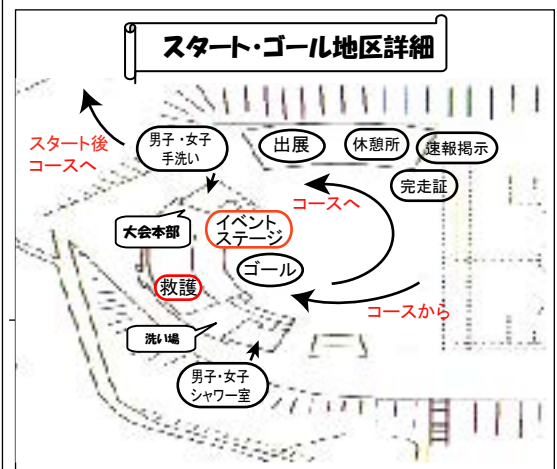 スタート・ゴール地区詳細
スタート後
コースへ
男子・女子
手洗い
出展
休憩所
速報掲示
完走証
コースへ
大会本部
イベント
ステージ
ゴール
救護
コースから
洗い場
男子・女子
シャワー室